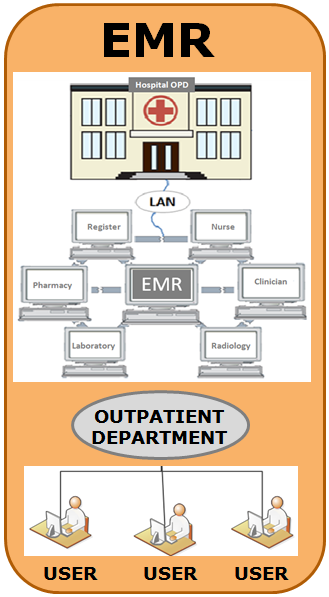 EMR
Hospital OPD
LAN
Register
Nurse
Pharmacy
EMR
Clinician
Laboratory
Radiology
OUTPATIENT
DEPARTMENT
USER
USER
USER